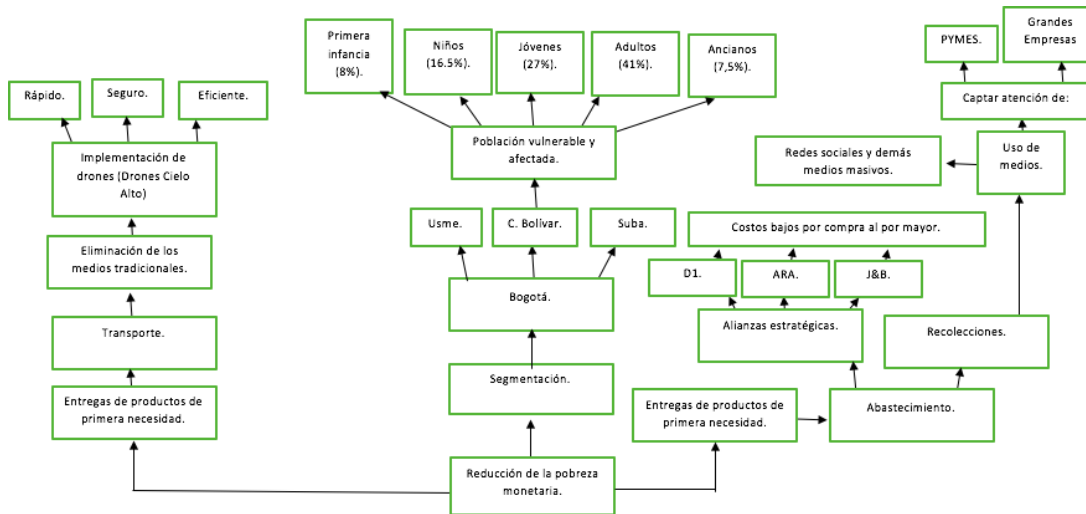 Primera
infancia
(8%).
Niños
(16.5%).
Jóvenes
(27%).
Adultos
(41%).
Ancianos
(7,5%).
PYMES.
Grandes
Empresas
Rápido.
Seguro.
Eficiente.
Captar atención de:
Implementación de
drones (Drones Cielo
Alto)
Población vulnerable y
afectada.
Redes sociales y demás
medios masivos.
Uso de
medios.
Usme.
C. Bolívar.
Suba.
Costos bajos por compra al por mayor.
Eliminación de los
medios tradicionales.
D1.
ARA.
J&B.
Bogotá.
Transporte.
Alianzas estratégicas.
Recolecciones.
Segmentación.
Entregas de productos de
primera necesidad.
Entregas de productos de
primera necesidad.
Abastecimiento.
Reducción de la pobreza
monetaria.